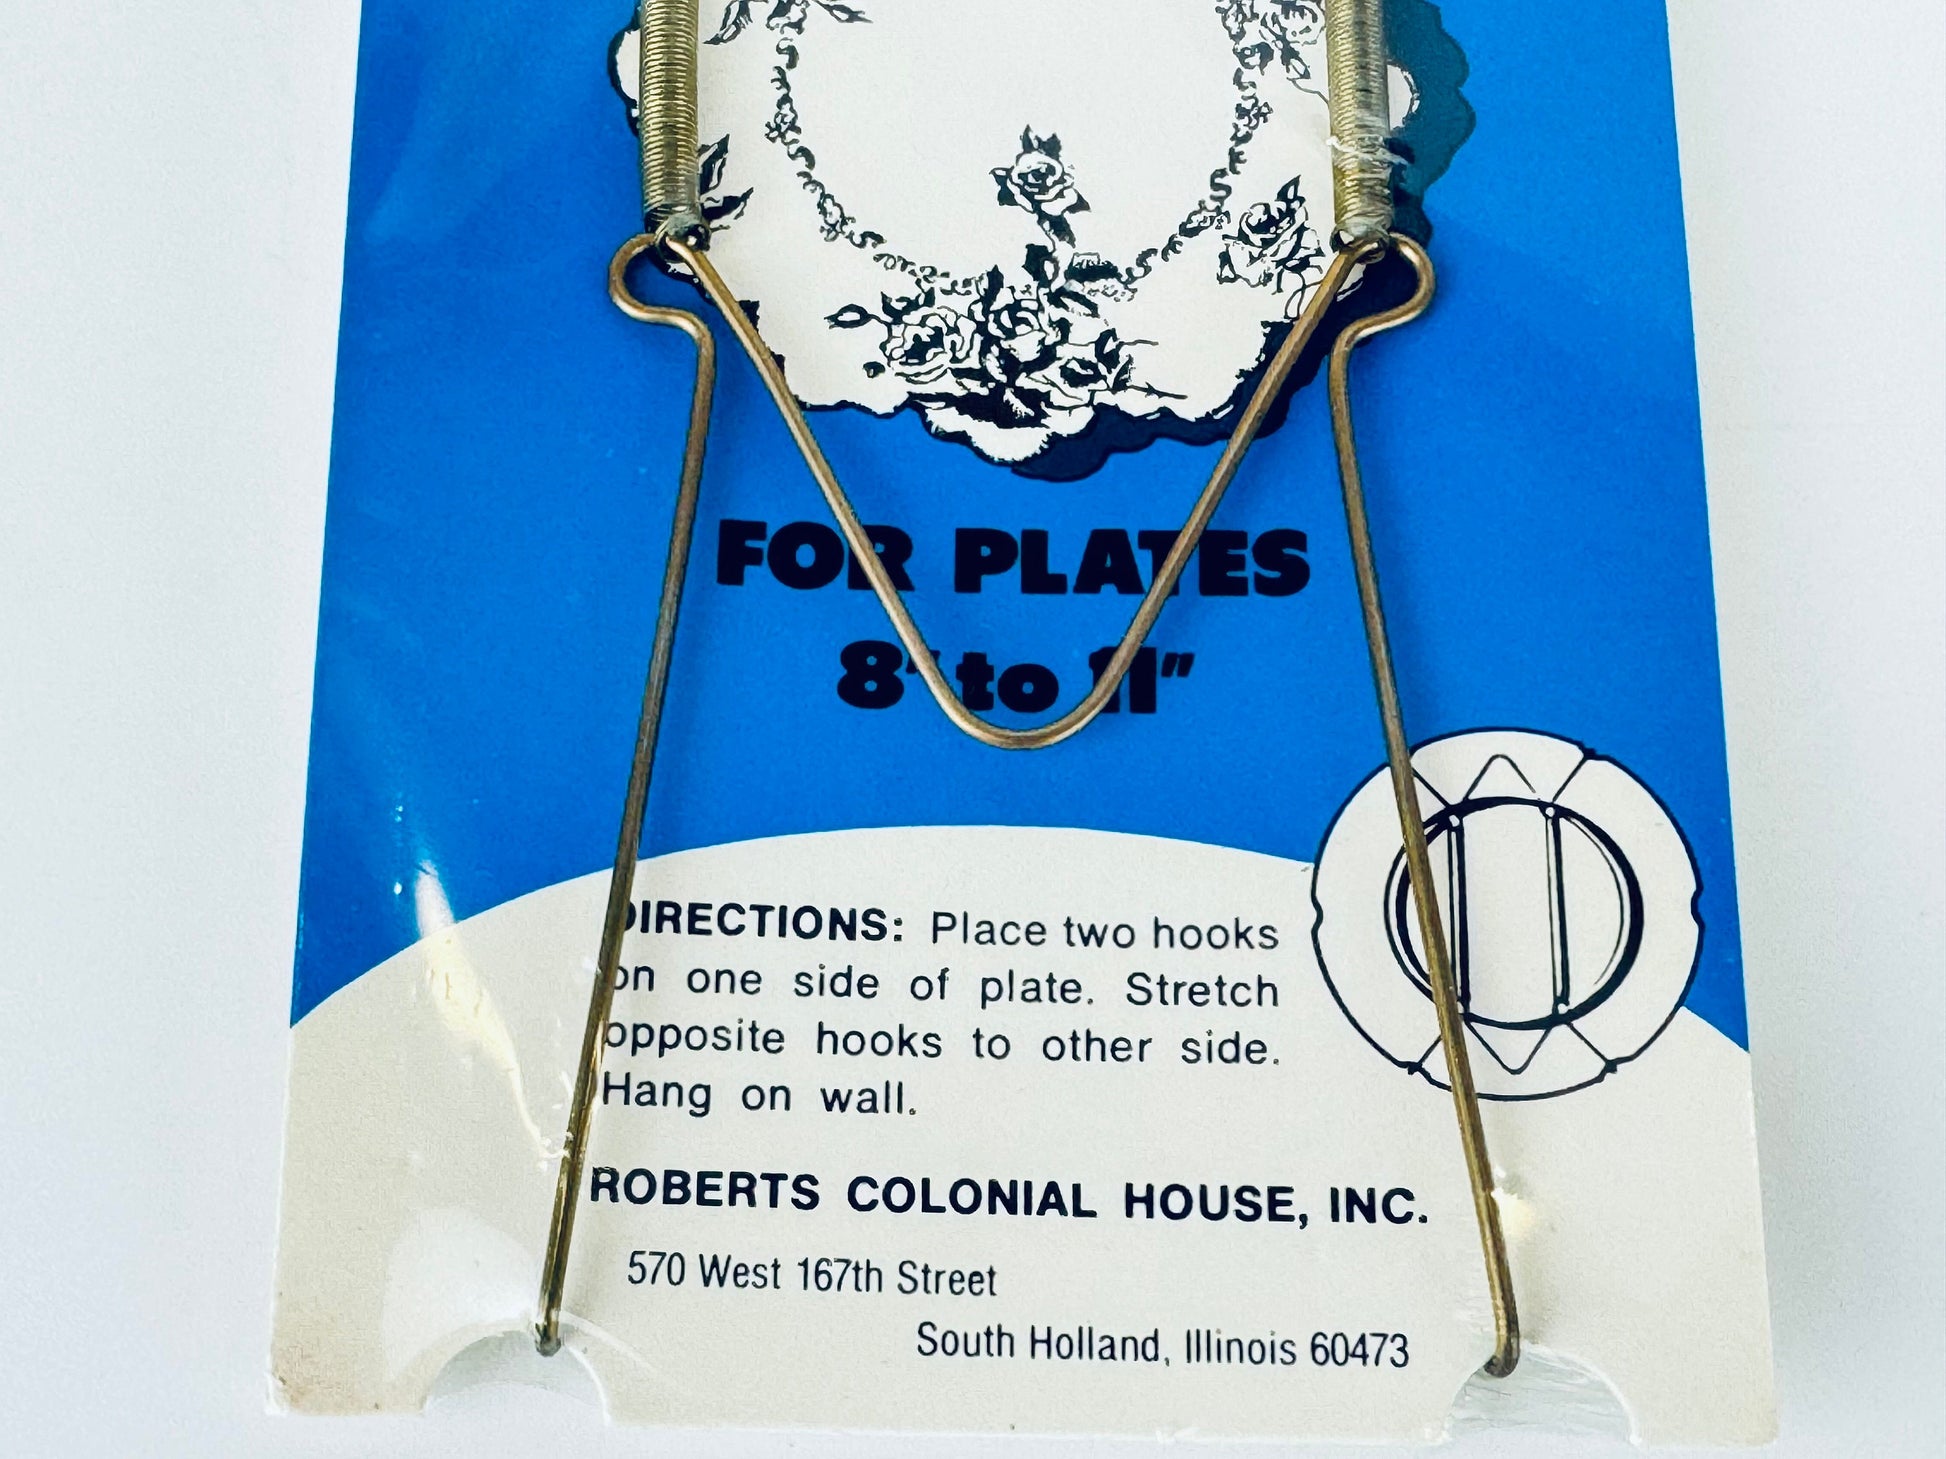 FOR PLATES
8" to 11"
DIRECTIONS: Place two hooks
on one side of plate. Stretch
opposite hooks to other side.
Hang on wall.
ROBERTS COLONIAL HOUSE, INC.
570 West 167th Street
South Holland, Illinois 60473